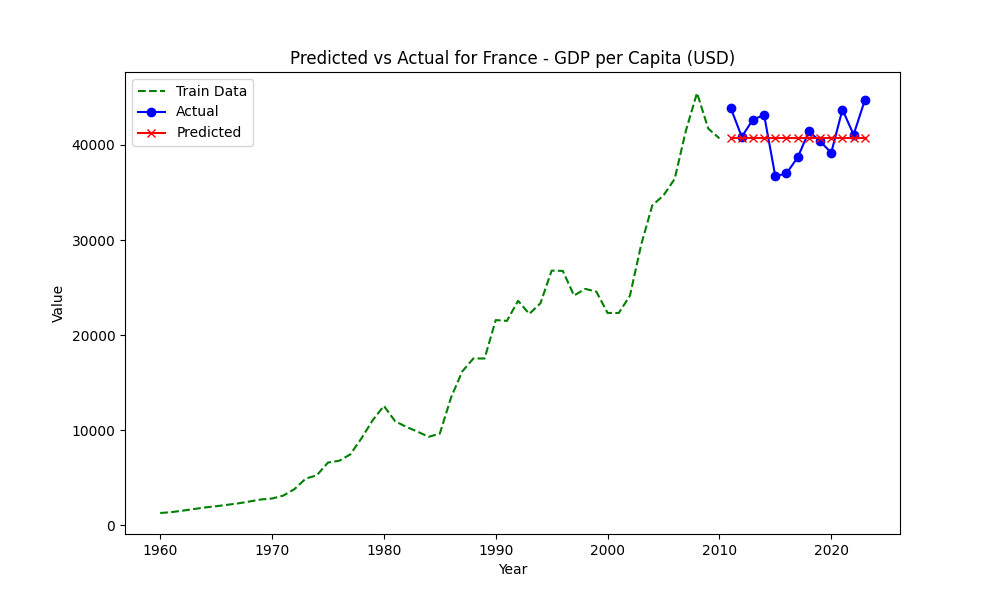 Predicted vs Actual for France - GDP per Capita (USD)
Train Data
Actual
Predicted
40000
30000
20000
10000
0
Value
1960 1970 1980 1990 2000 2010 2020
Year